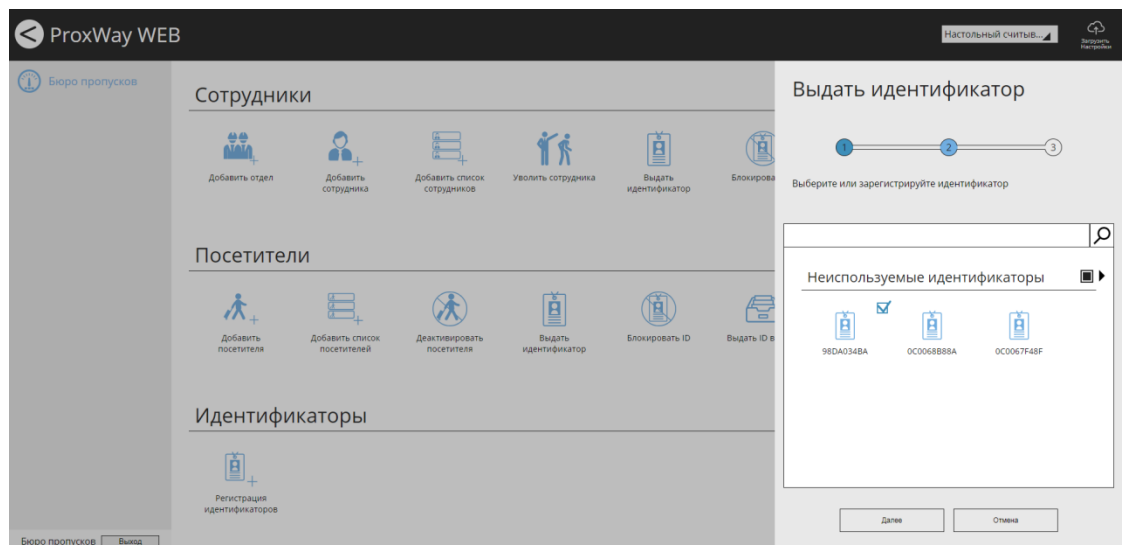 ProxWay WEB
Настольный считыв...
Загрузить
Настройки
Бюро пропусков
Сотрудники
Добавить отдел
Добавить
сотрудника
Добавить список
сотрудников
Уволить сотрудника
Выдать
идентификатор
Блокирова
Посетители
Добавить
посетителя
Добавить список
посетителей
Деактивировать
посетителя
Выдать
идентификатор
Блокировать ID
Выдать ID в
Идентификаторы
Регистрация
идентификаторов
Бюро пропусков
Выход
Выдать идентификатор
1
2
3
Выберите или зарегистрируйте идентификатор
Неиспользуемые идентификаторы
98DA034BA
0C0068B88A
0C0067F48F
Далее
Отмена